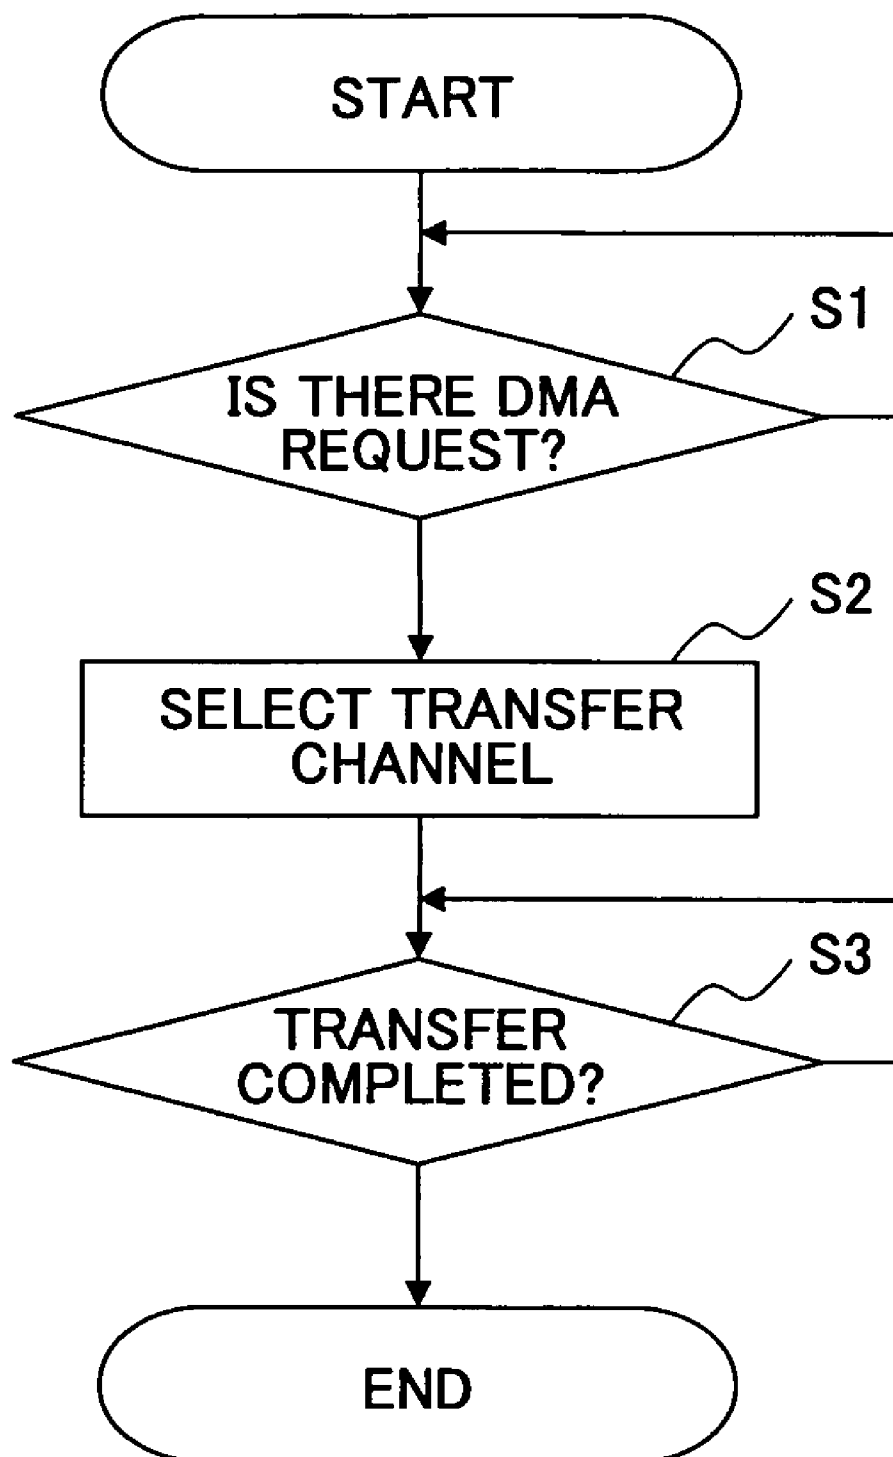 START
S1
IS THERE DMA
REQUEST?
S2
SELECT TRANSFER
CHANNEL
S3
TRANSFER
COMPLETED?
END